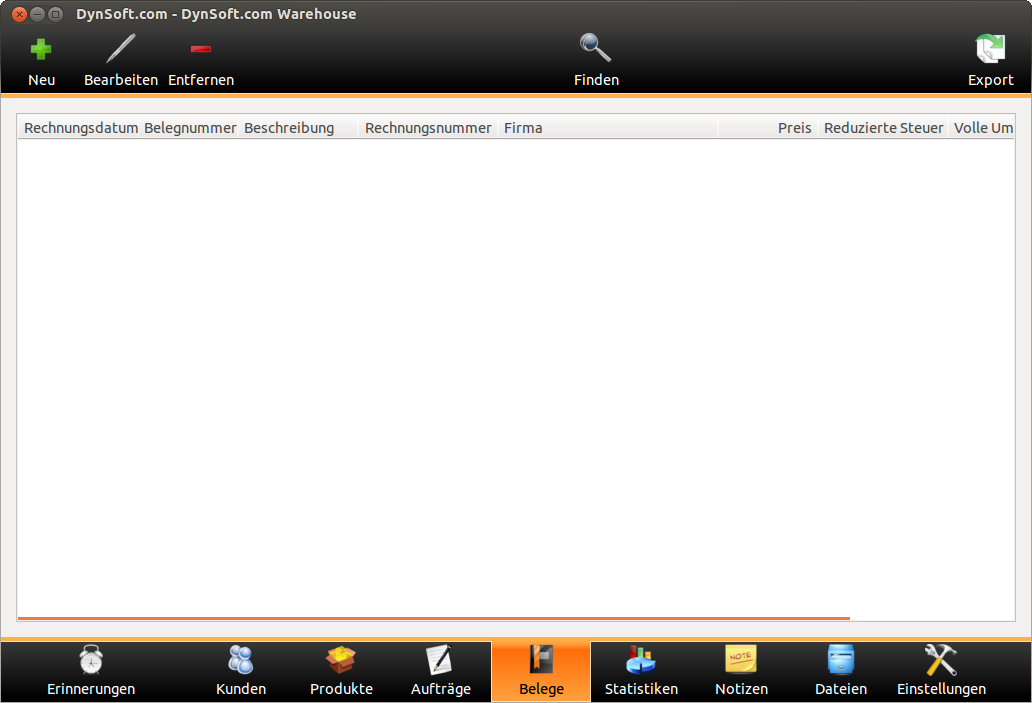 DynSoft.com - DynSoft.com Warehouse
Neu Bearbeiten Entfernen Finden Export
Rechnungsdatum Belegnummer Beschreibung Rechnungsnummer Firma Preis Reduzierte Steuer Volle Um
NOTE
Erinnerungen Kunden Produkte Aufträge Belege Statistiken Notizen Dateien Einstellungen